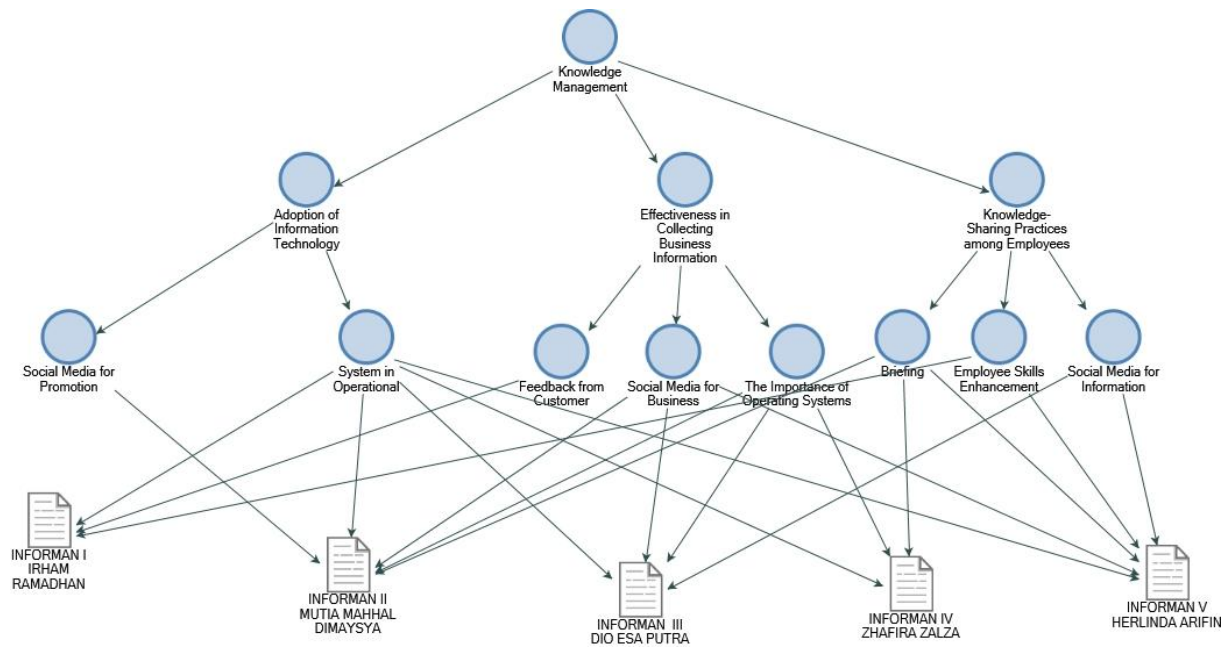 Knowledge
Management
Adoption of
Information
Technology
Effectiveness in
Collecting
Business
Information
Knowledge-
Sharing Practices
among Employees
Social Media for
Promotion
System in
Operational
Feedback from
Customer
Social Media for
Business
The Importance of
Operating Systems
Briefing
Employee Skills
Enhancement
Social Media for
Information
INFORMAN I
IRHAM
RAMADHAN
INFORMAN II
MUTIA MAHHAL
DIMAYSYA
INFORMAN III
DIO ESA PUTRA
INFORMAN IV
ZHAFIRA ZALZA
INFORMAN V
HERLINDA ARIFIN